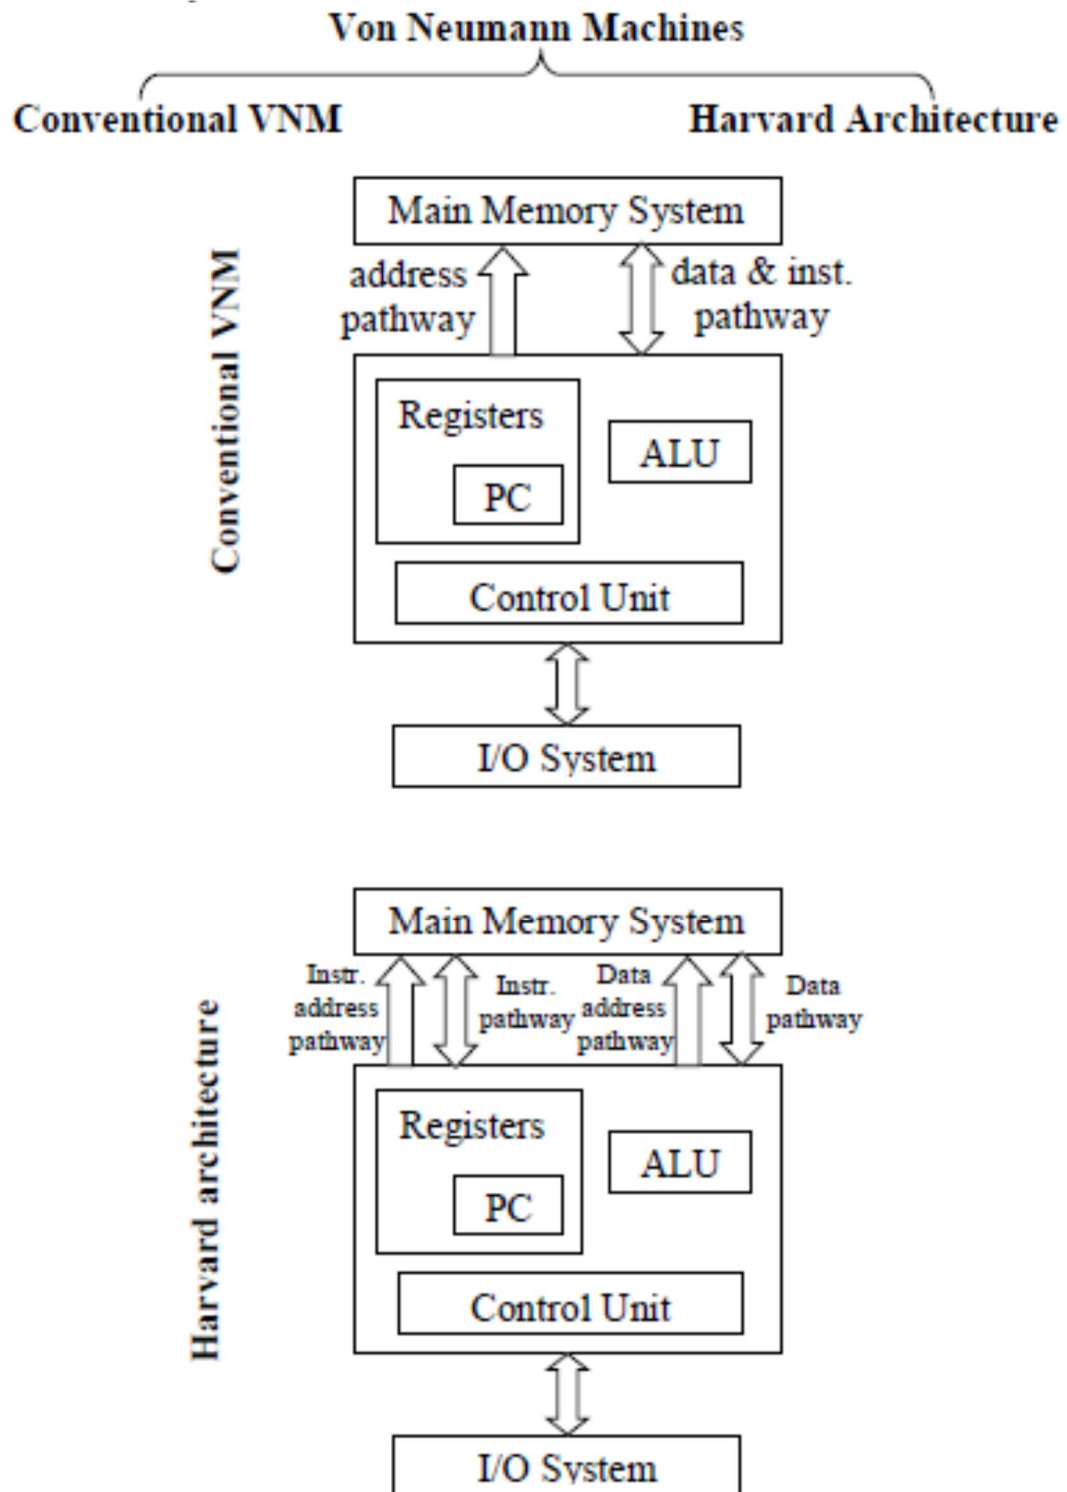 Von Neumann Machines
Conventional VNM
Harvard Architecture
Conventional VNM
Main Memory System
address
pathway
data & inst.
pathway
Registers
PC
ALU
Control Unit
I/O System
Harvard architecture
Main Memory System
Instr.
address
pathway
Instr.
pathway
Data
address
pathway
Data
pathway
Registers
PC
ALU
Control Unit
I/O System